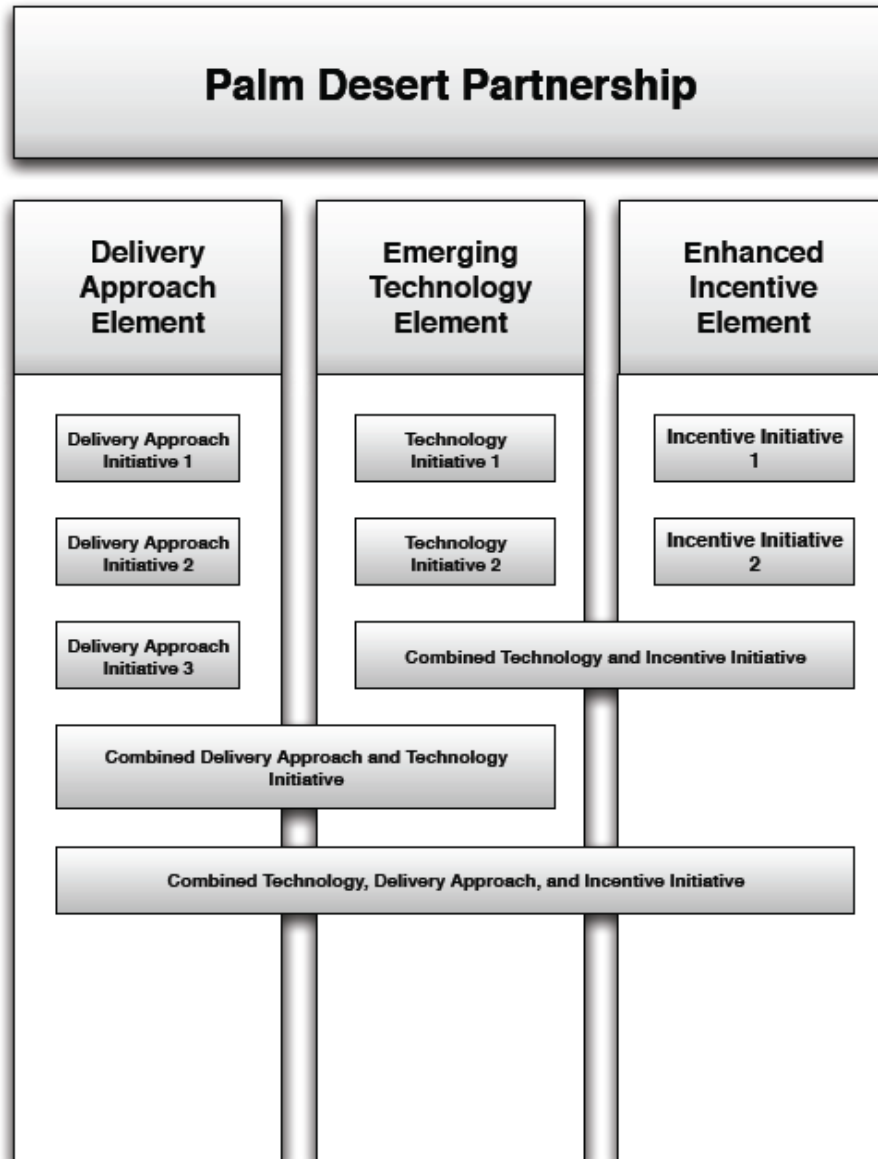 Palm Desert Partnership
Delivery
Approach
Element
Emerging
Technology
Element
Enhanced
Incentive
Element
Delivery Approach
Initiative 1
Technology
Initiative 1
Incentive Initiative
1
Delivery Approach
Initiative 2
Technology
Initiative 2
Incentive Initiative
2
Delivery Approach
Initiative 3
Combined Technology and Incentive Initiative
Combined Delivery Approach and Technology
Initiative
Combined Technology, Delivery Approach, and Incentive Initiative